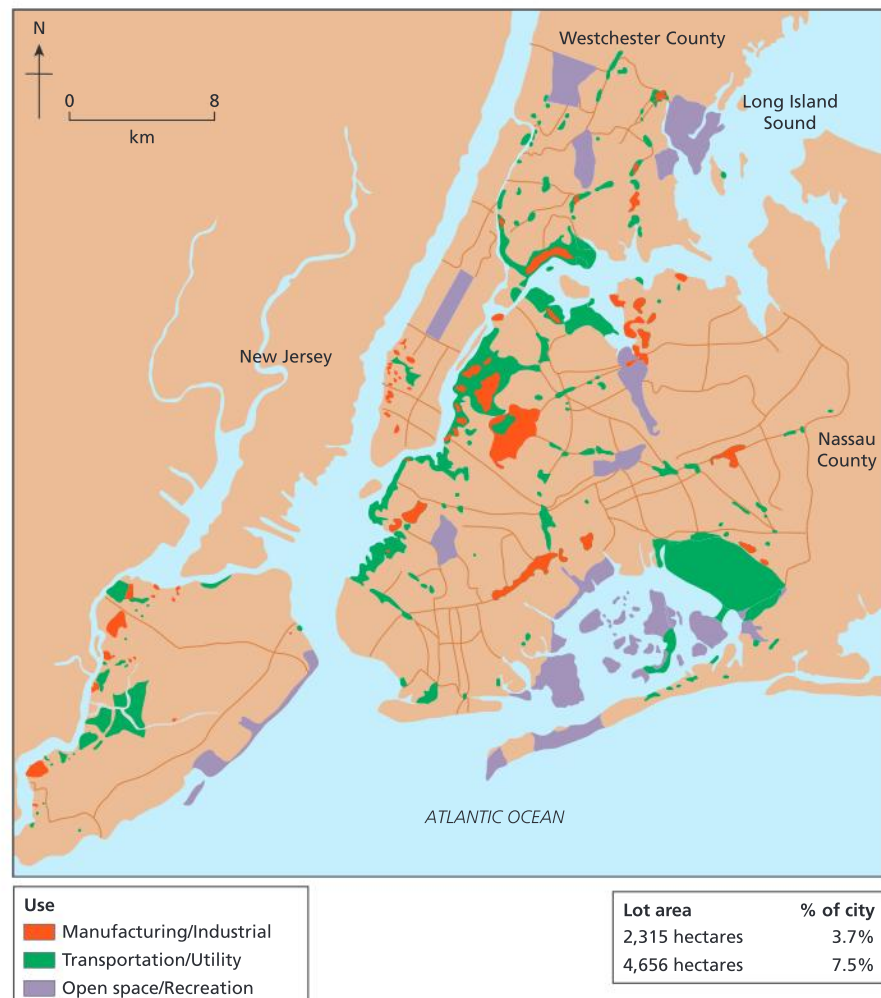 N
Westchester County
0 8
km
Long Island
Sound
New Jersey
Nassau
County
ATLANTIC OCEAN
Use
Manufacturing/Industrial
Transportation/Utility
Open space/Recreation
Lot area % of city
2,315 hectares 3.7%
4,656 hectares 7.5%